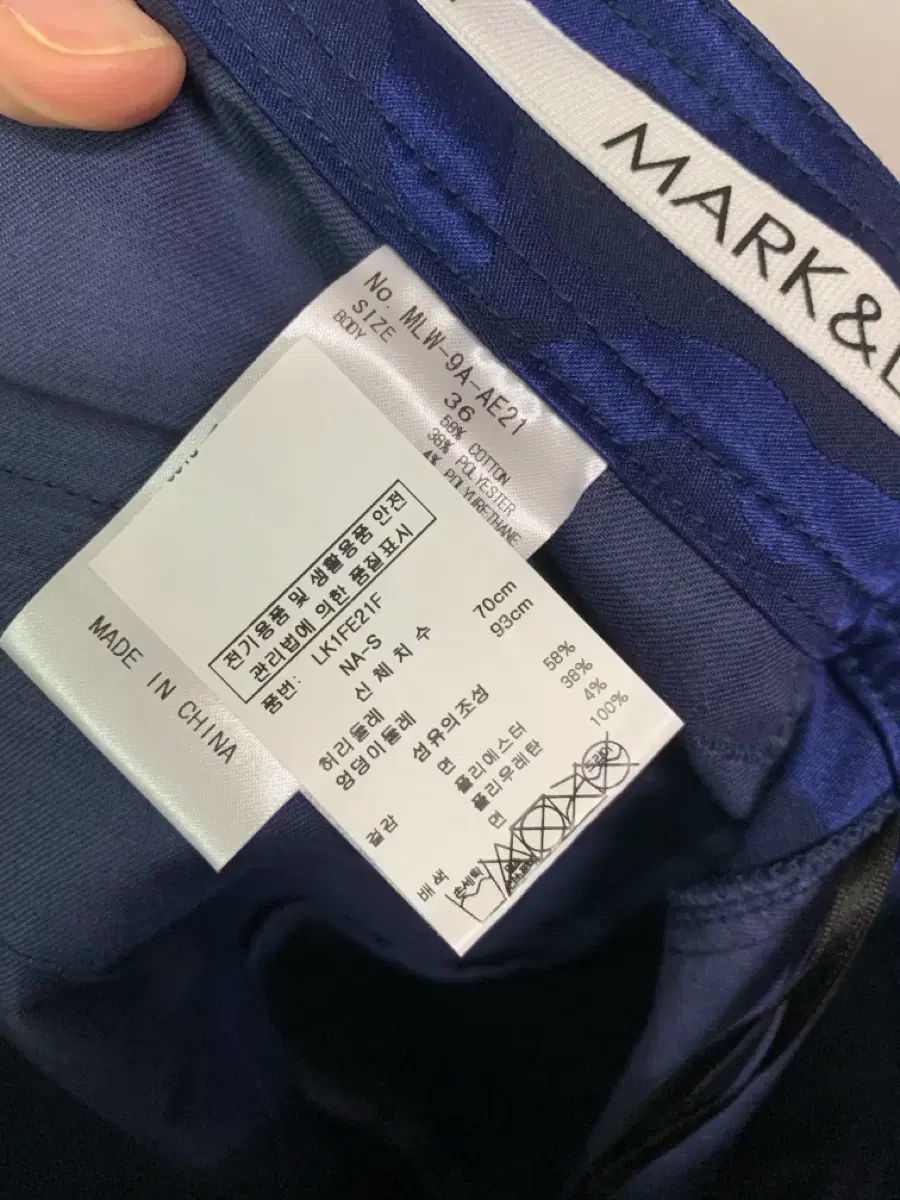 MARK&L
No. MLW-9A-AE21
SIZE 36
BODY 58% COTTON
38% POLYESTER
4% POLYURETHANE
전기용품 및 생활용품 안전
관리법에 의한 품질표시
품번: LK1FE21F
NA-S
신 체 치 수
허리둘레 70cm
엉덩이둘레 93cm
섬유의조성
겉감 면 58%
폴리에스터 38%
폴리우레탄 4%
배색 면 100%
손세탁
MADE IN CHINA